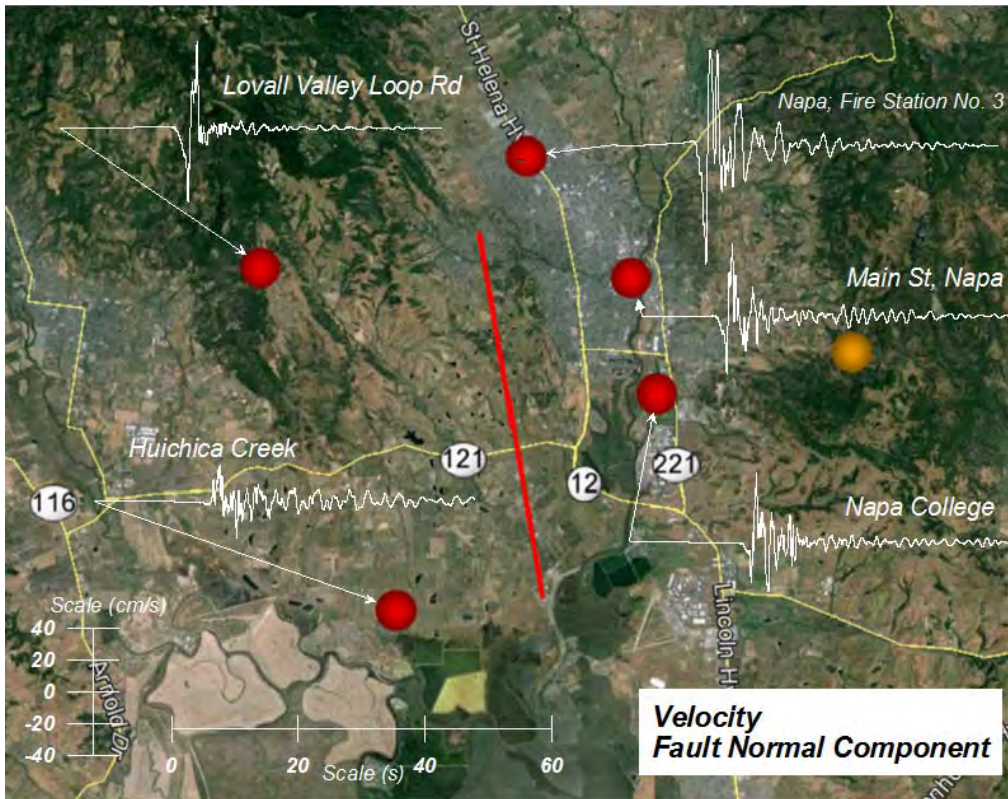 St Helena H
Lovall Valley Loop Rd
Napa; Fire Station No. 3
Main St, Napa
Huichica Creek
121
116
12
221
Napa College
Scale (cm/s)
40
20
0
-20
-40
Arnold Dr
Lincoln H
0
20
40
60
Scale (s)
Velocity
Fault Normal Component